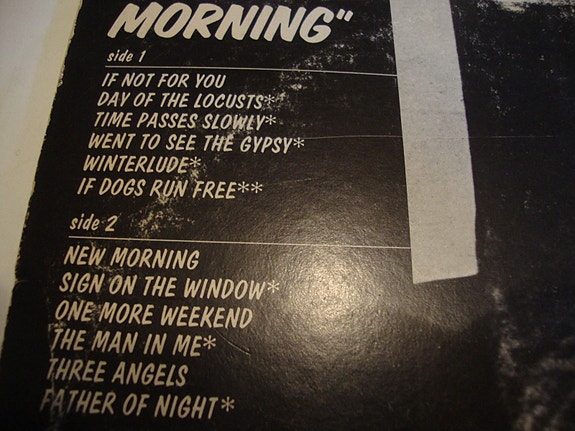 MORNING"
side 1
IF NOT FOR YOU
DAY OF THE LOCUSTS*
TIME PASSES SLOWLY*
WENT TO SEE THE GYPSY*
WINTERLUDE*
IF DOGS RUN FREE**
side 2
NEW MORNING
SIGN ON THE WINDOW*
ONE MORE WEEKEND
THE MAN IN ME*
THREE ANGELS
FATHER OF NIGHT*